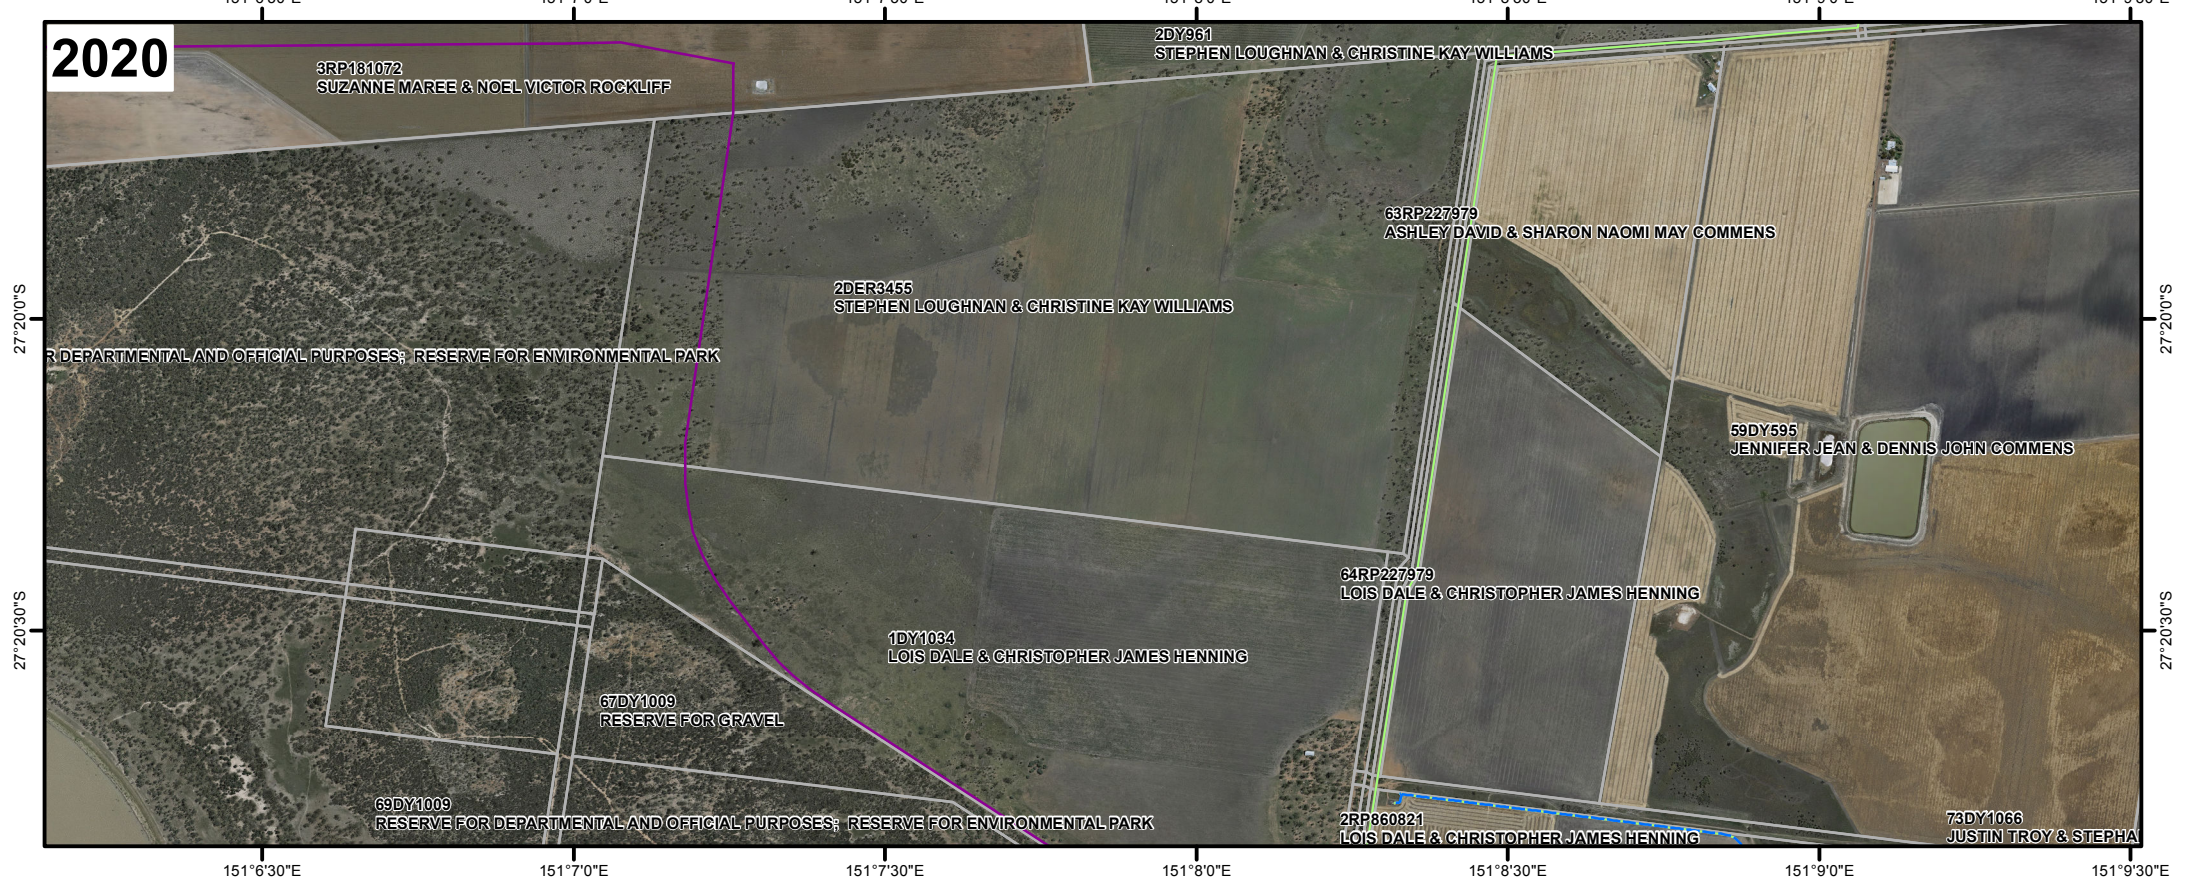 2020
2DY961
STEPHEN LOUGHNAN & CHRISTINE KAY WILLIAMS
3RP181072
SUZANNE MAREE & NOEL VICTOR ROCKLIFF
63RP227979
ASHLEY DAVID & SHARON NAOMI MAY COMMENS
2DER3455
STEPHEN LOUGHNAN & CHRISTINE KAY WILLIAMS
27°20'0"S
27°20'0"S
R DEPARTMENTAL AND OFFICIAL PURPOSES; RESERVE FOR ENVIRONMENTAL PARK
59DY595
JENNIFER JEAN & DENNIS JOHN COMMENS
64RP227979
LOIS DALE & CHRISTOPHER JAMES HENNING
27°20'30"S
27°20'30"S
1DY1034
LOIS DALE & CHRISTOPHER JAMES HENNING
67DY1009
RESERVE FOR GRAVEL
69DY1009
RESERVE FOR DEPARTMENTAL AND OFFICIAL PURPOSES; RESERVE FOR ENVIRONMENTAL PARK
2RP860821
LOIS DALE & CHRISTOPHER JAMES HENNING
73DY1066
JUSTIN TROY & STEPHA
151°6'30"E 151°7'0"E 151°7'30"E 151°8'0"E 151°8'30"E 151°9'0"E 151°9'30"E